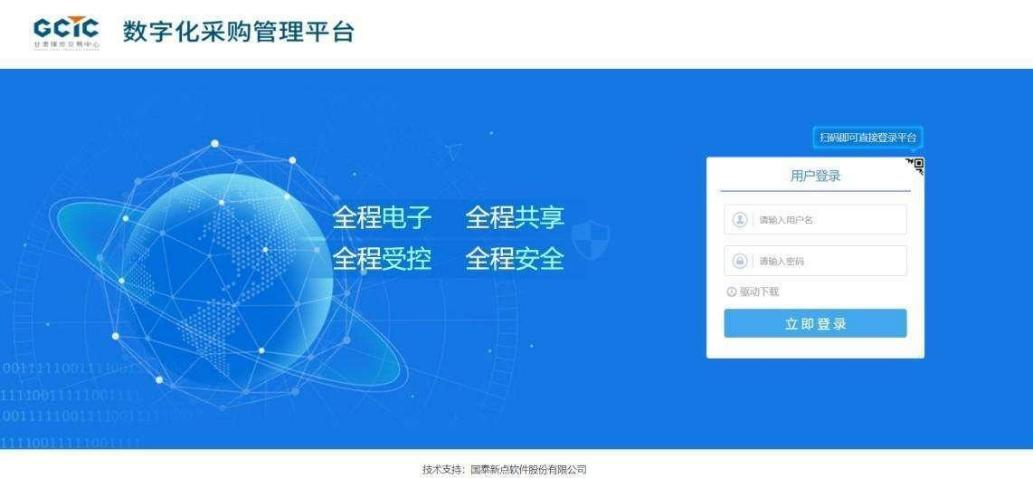 GCTC
数字化采购管理平台
扫码即可直接登录平台
用户登录
全程电子 全程共享
全程受控 全程安全
请输入用户名
请输入密码
驱动下载
立即登录
001111100111100
1111001111100111
技术支持：国泰新点软件股份有限公司